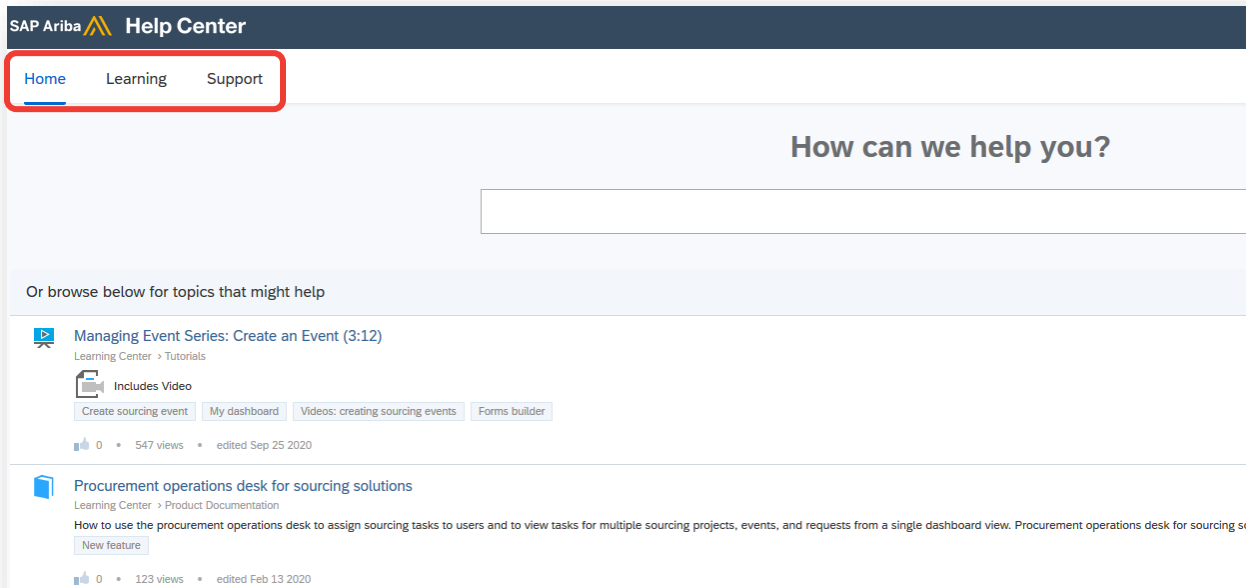 SAP Ariba Help Center
Home Learning Support
How can we help you?
Or browse below for topics that might help
Managing Event Series: Create an Event (3:12)
Learning Center › Tutorials
Includes Video
Create sourcing event My dashboard Videos: creating sourcing events Forms builder
0 • 547 views • edited Sep 25 2020
Procurement operations desk for sourcing solutions
Learning Center › Product Documentation
How to use the procurement operations desk to assign sourcing tasks to users and to view tasks for multiple sourcing projects, events, and requests from a single dashboard view. Procurement operations desk for sourcing
New feature
0 • 123 views • edited Feb 13 2020